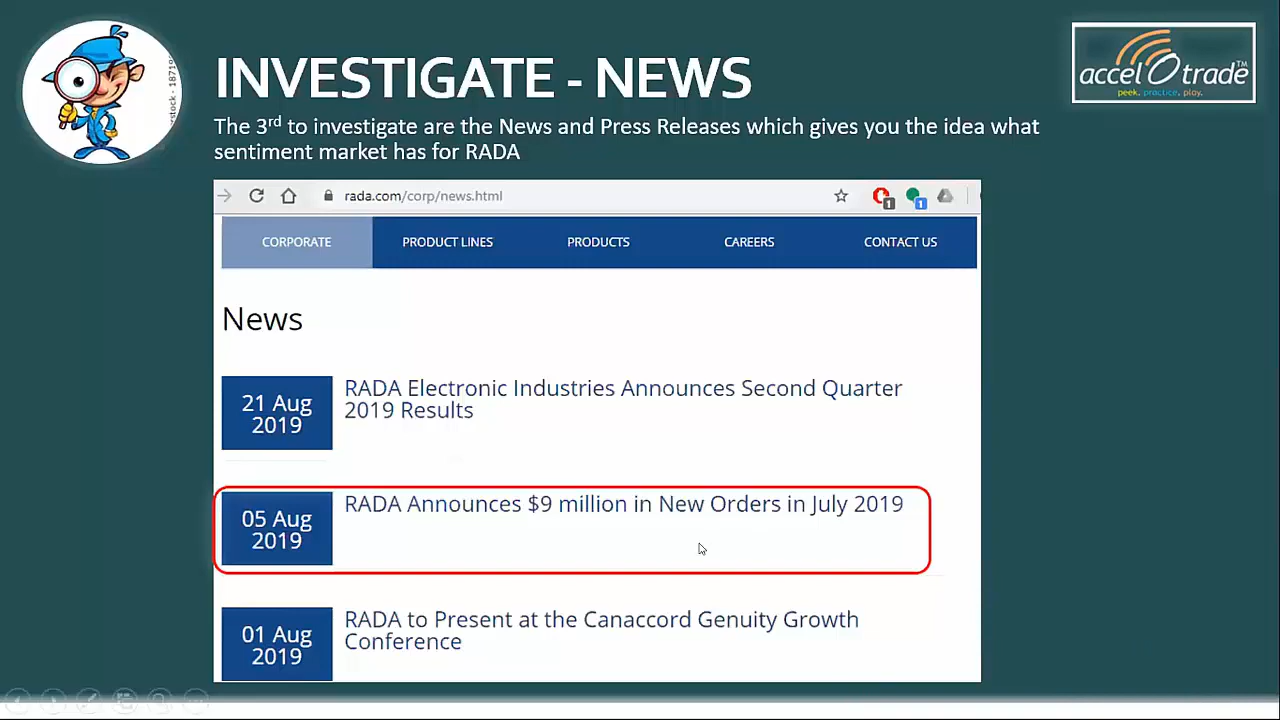 INVESTIGATE - NEWS
accelOtrade™
peek. practice. play.
The 3rd to investigate are the News and Press Releases which gives you the idea what
sentiment market has for RADA
rada.com/corp/news.html
1
1
CORPORATE
PRODUCT LINES
PRODUCTS
CAREERS
CONTACT US
News
21 Aug
2019
RADA Electronic Industries Announces Second Quarter
2019 Results
05 Aug
2019
RADA Announces $9 million in New Orders in July 2019
01 Aug
2019
RADA to Present at the Canaccord Genuity Growth
Conference